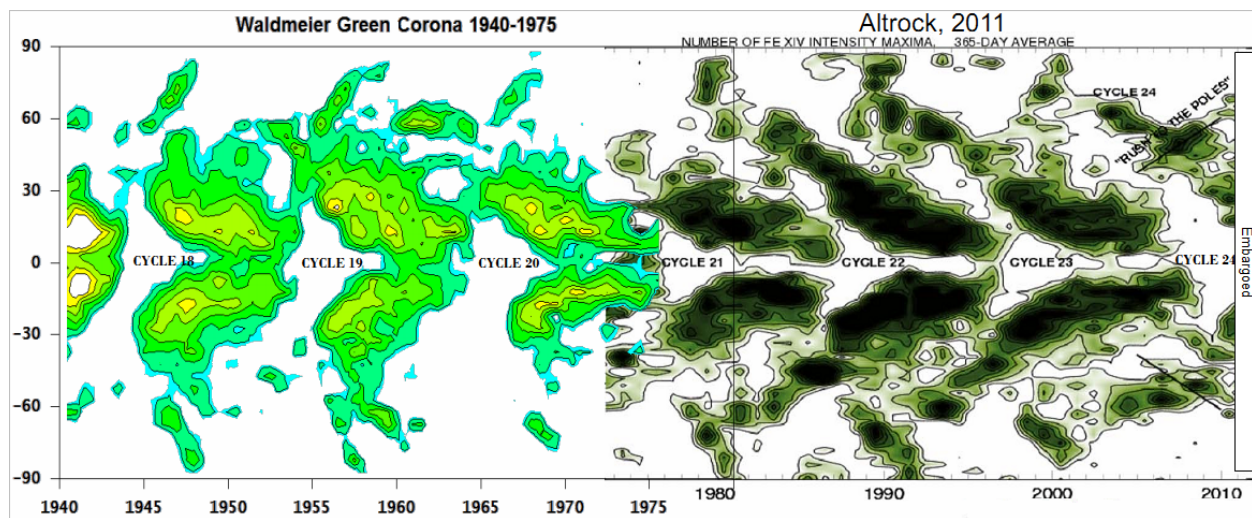 Waldmeier Green Corona 1940-1975
Altrock, 2011
NUMBER OF FE XIV INTENSITY MAXIMA, 365-DAY AVERAGE
90
60
30
0
−30
−60
−90
CYCLE 18
CYCLE 19
CYCLE 20
CYCLE 21
CYCLE 22
CYCLE 23
CYCLE 24
CYCLE 24
"RUSH TO THE POLES"
Embarged
1940
1945
1950
1955
1960
1965
1970
1975
1980
1990
2000
2010